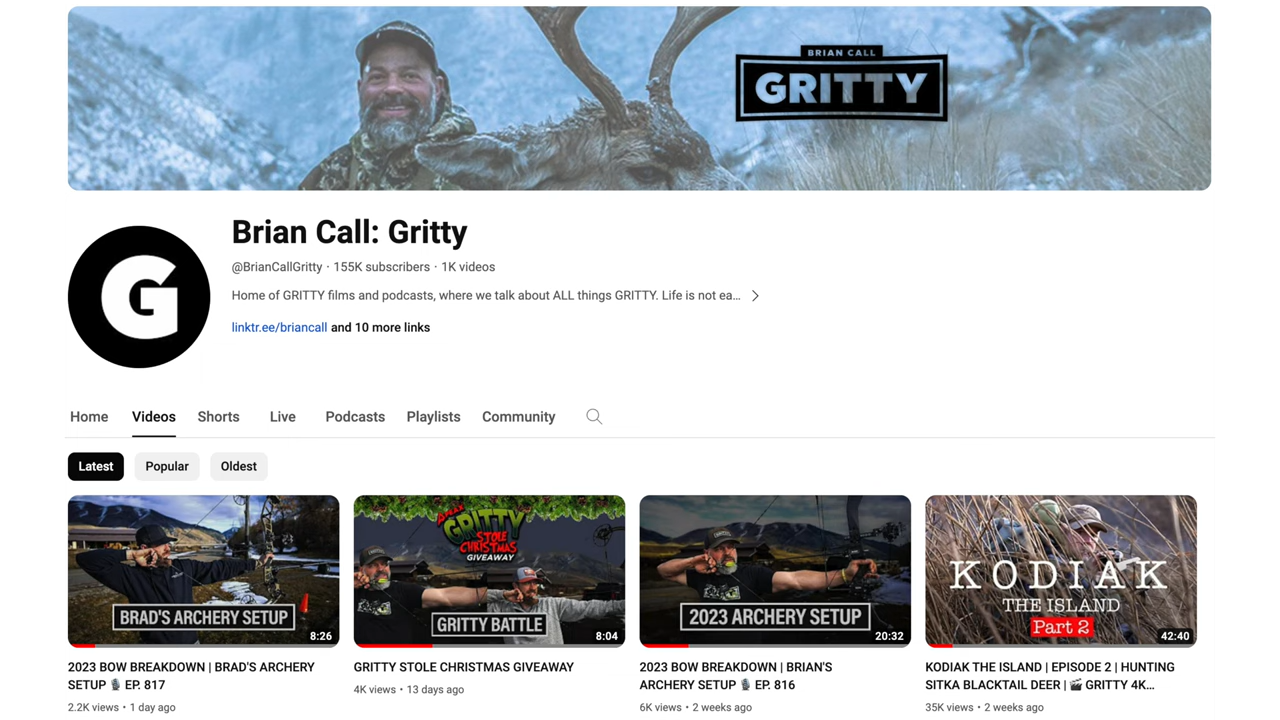 BRIAN CALL
GRITTY
G
Brian Call: Gritty
@BrianCallGritty · 155K subscribers · 1K videos
Home of GRITTY films and podcasts, where we talk about ALL things GRITTY. Life is not ea...
linktr.ee/briancall and 10 more links
Home Videos Shorts Live Podcasts Playlists Community
Latest Popular Oldest
BRAD'S ARCHERY SETUP
8:26
GRITTY
STOLE
CHRISTMAS
GIVEAWAY
GRITTY BATTLE
8:04
2023 ARCHERY SETUP
20:32
KODIAK
THE ISLAND
Part 2
42:40
2023 BOW BREAKDOWN | BRAD'S ARCHERY
SETUP 🎙️ EP. 817
2.2K views • 1 day ago
GRITTY STOLE CHRISTMAS GIVEAWAY
4K views • 13 days ago
2023 BOW BREAKDOWN | BRIAN'S
ARCHERY SETUP 🎙️ EP. 816
6K views • 2 weeks ago
KODIAK THE ISLAND | EPISODE 2 | HUNTING
SITKA BLACKTAIL DEER | 🎬 GRITTY 4K...
35K views • 2 weeks ago